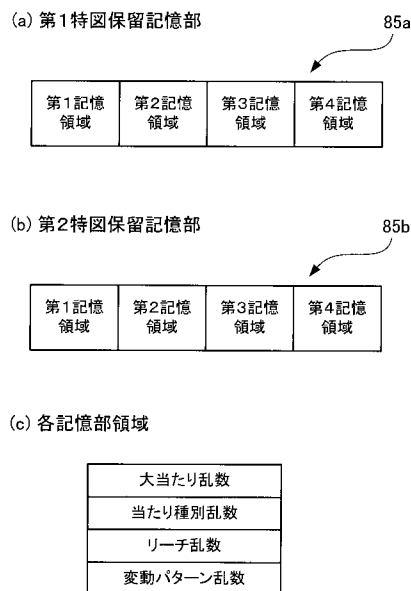 (a) 第1特図保留記憶部
85a
第1記憶領域 第2記憶領域 第3記憶領域 第4記憶領域
(b) 第2特図保留記憶部
85b
第1記憶領域 第2記憶領域 第3記憶領域 第4記憶領域
(c) 各記憶部領域
大当たり乱数
当たり種別乱数
リーチ乱数
変動パターン乱数